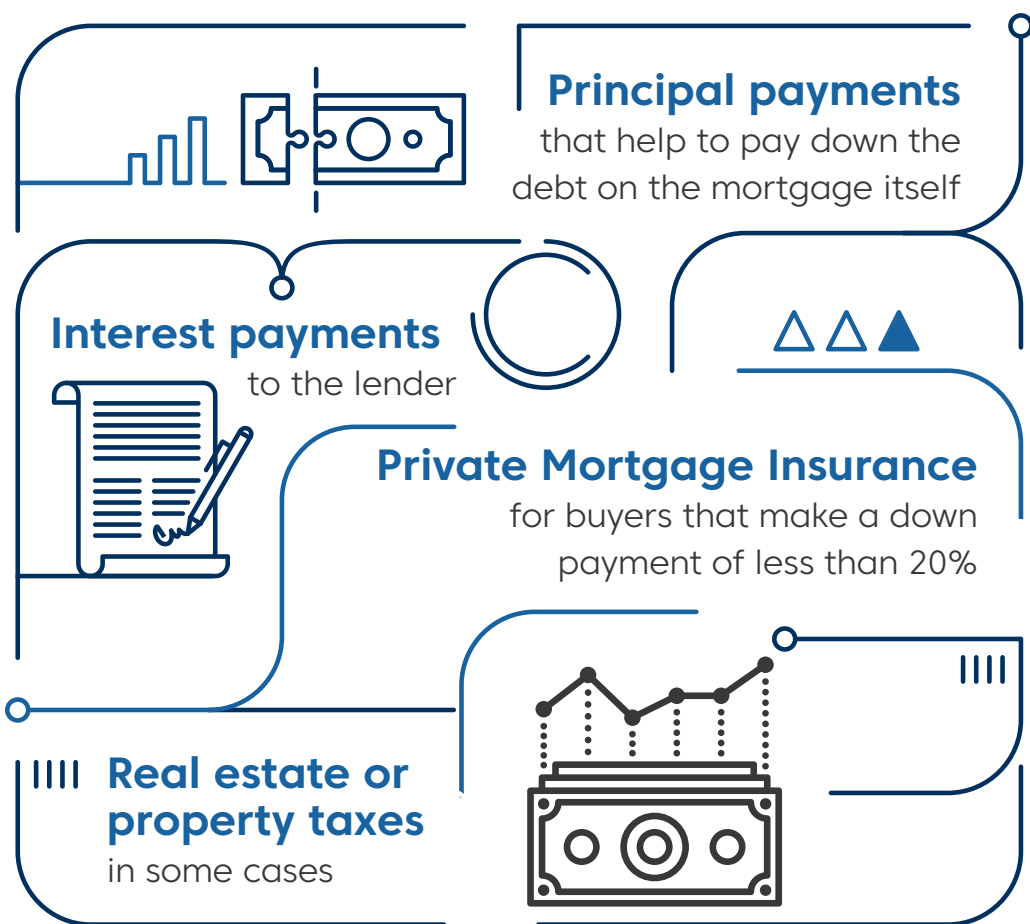 Principal payments
that help to pay down the
debt on the mortgage itself
Interest payments
to the lender
Private Mortgage Insurance
for buyers that make a down
payment of less than 20%
Real estate or
property taxes
in some cases